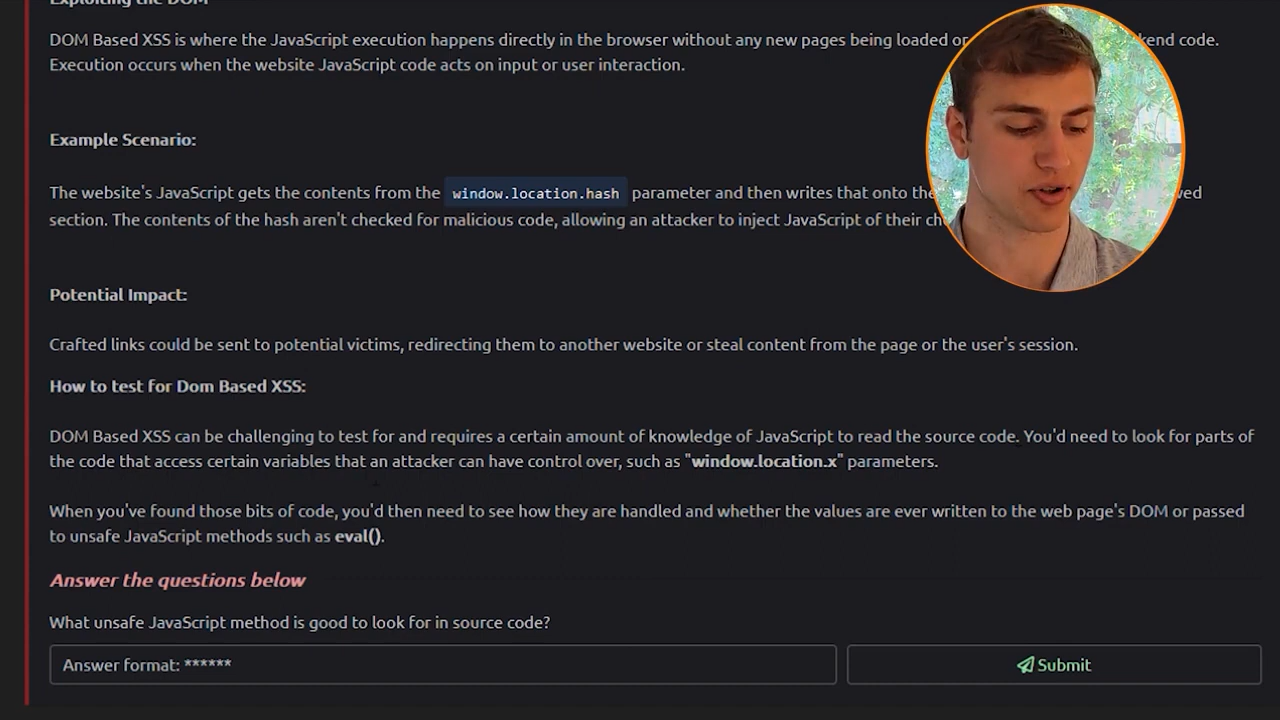 Exploiting the DOM
DOM Based XSS is where the JavaScript execution happens directly in the browser without any new pages being loaded or kend code.
Execution occurs when the website JavaScript code acts on input or user interaction.
Example Scenario:
The website's JavaScript gets the contents from the window.location.hash parameter and then writes that onto the ved
section. The contents of the hash aren't checked for malicious code, allowing an attacker to inject JavaScript of their ch
Potential Impact:
Crafted links could be sent to potential victims, redirecting them to another website or steal content from the page or the user's session.
How to test for Dom Based XSS:
DOM Based XSS can be challenging to test for and requires a certain amount of knowledge of JavaScript to read the source code. You'd need to look for parts of
the code that access certain variables that an attacker can have control over, such as "window.location.x" parameters.
When you've found those bits of code, you'd then need to see how they are handled and whether the values are ever written to the web page's DOM or passed
to unsafe JavaScript methods such as eval().
Answer the questions below
What unsafe JavaScript method is good to look for in source code?
Answer format: ******
Submit